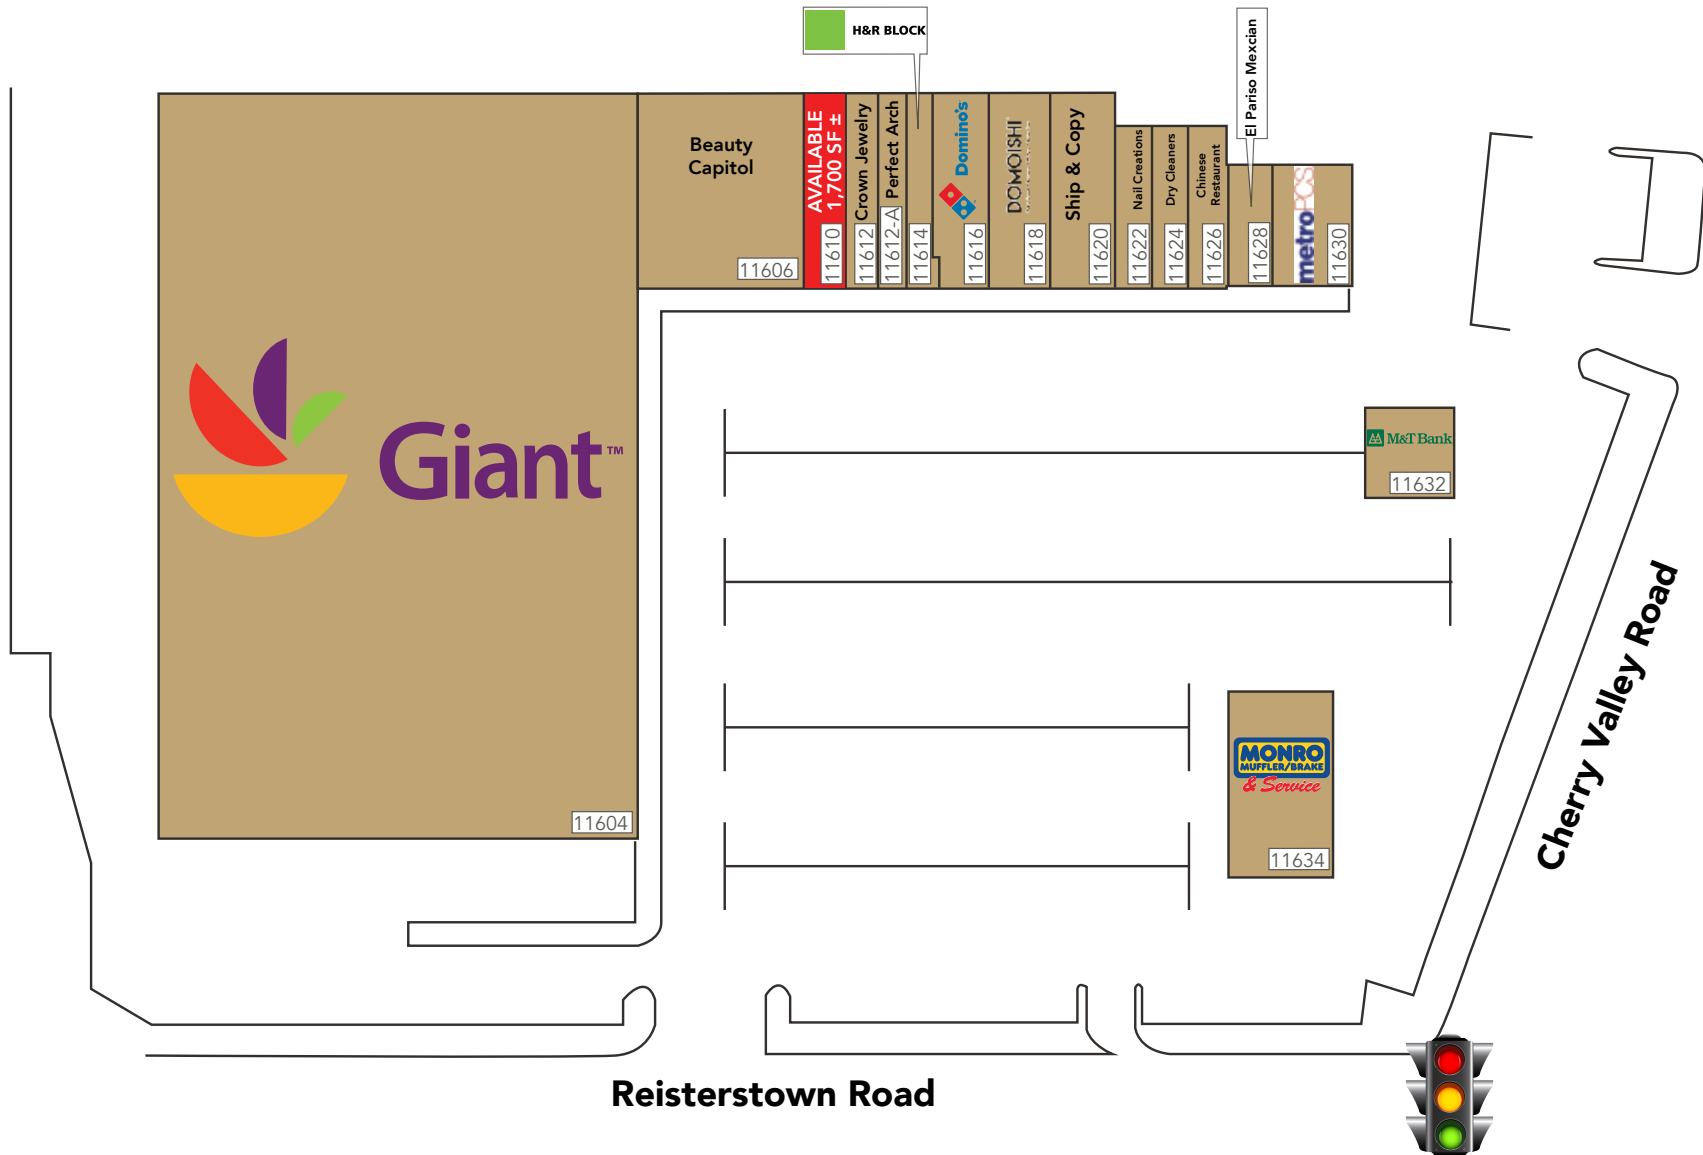 H&R BLOCK
El Pariso Mexcian
Beauty
Capitol
11606
AVAILABLE
1,700 SF ±
11610
Crown Jewelry
11612
Perfect Arch
11612-A
11614
Domino's
11616
DOMOISHI
11618
Ship & Copy
11620
Nail Creations
11622
Dry Cleaners
11624
Chinese
Restaurant
11626
11628
metroPCS
11630
Giant™
11604
M&T Bank
11632
MONRO
MUFFLER/BRAKE
& Service
11634
Cherry Valley Road
Reisterstown Road